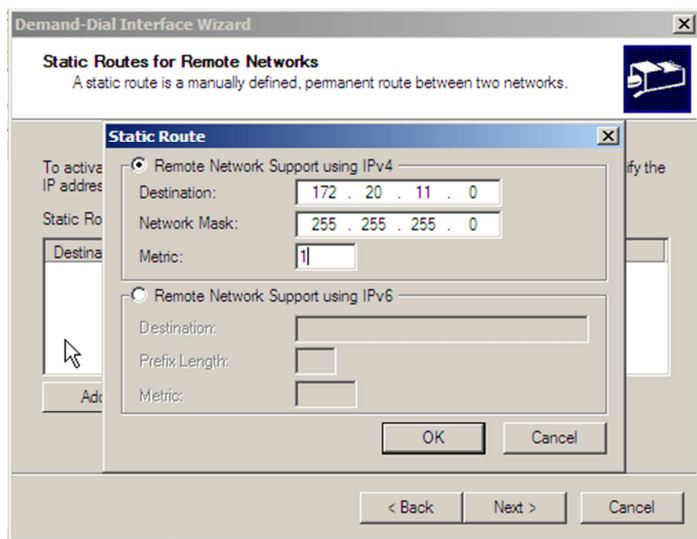 Demand-Dial Interface Wizard
Static Routes for Remote Networks
A static route is a manually defined, permanent route between two networks.
Static Route
To activa
ify the
IP addres
Static Ro
Destina
Remote Network Support using IPv4
Destination: 172 . 20 . 11 . 0
Network Mask: 255 . 255 . 255 . 0
Metric: 1
Remote Network Support using IPv6
Destination:
Prefix Length:
Metric:
Add
OK Cancel
< Back Next > Cancel